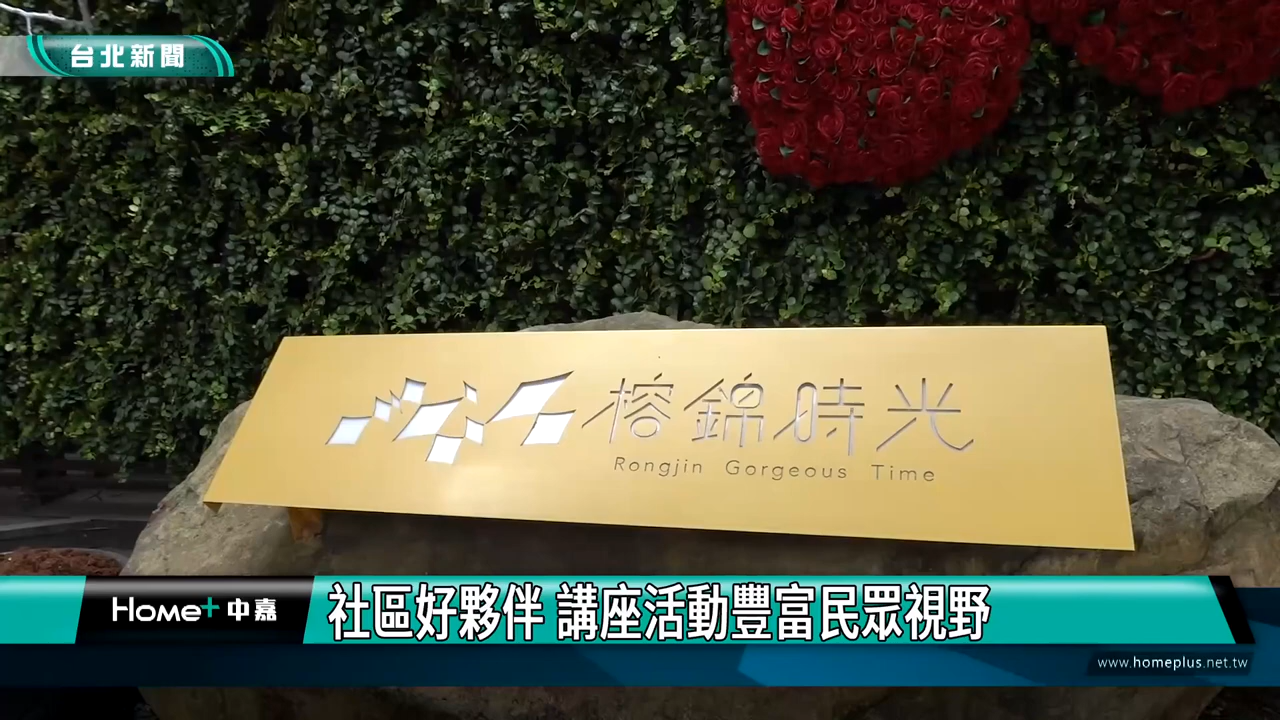 台北新聞
榕錦時光
Rongjin Gorgeous Time
Home+中嘉
社區好夥伴 講座活動豐富民眾視野
www.homeplus.net.tw